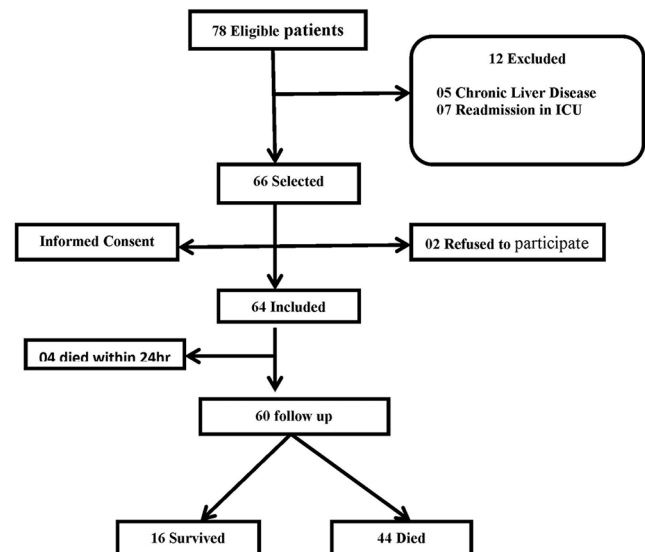 78 Eligible patients
12 Excluded
05 Chronic Liver Disease
07 Readmission in ICU
66 Selected
Informed Consent
02 Refused to participate
64 Included
04 died within 24hr
60 follow up
16 Survived
44 Died